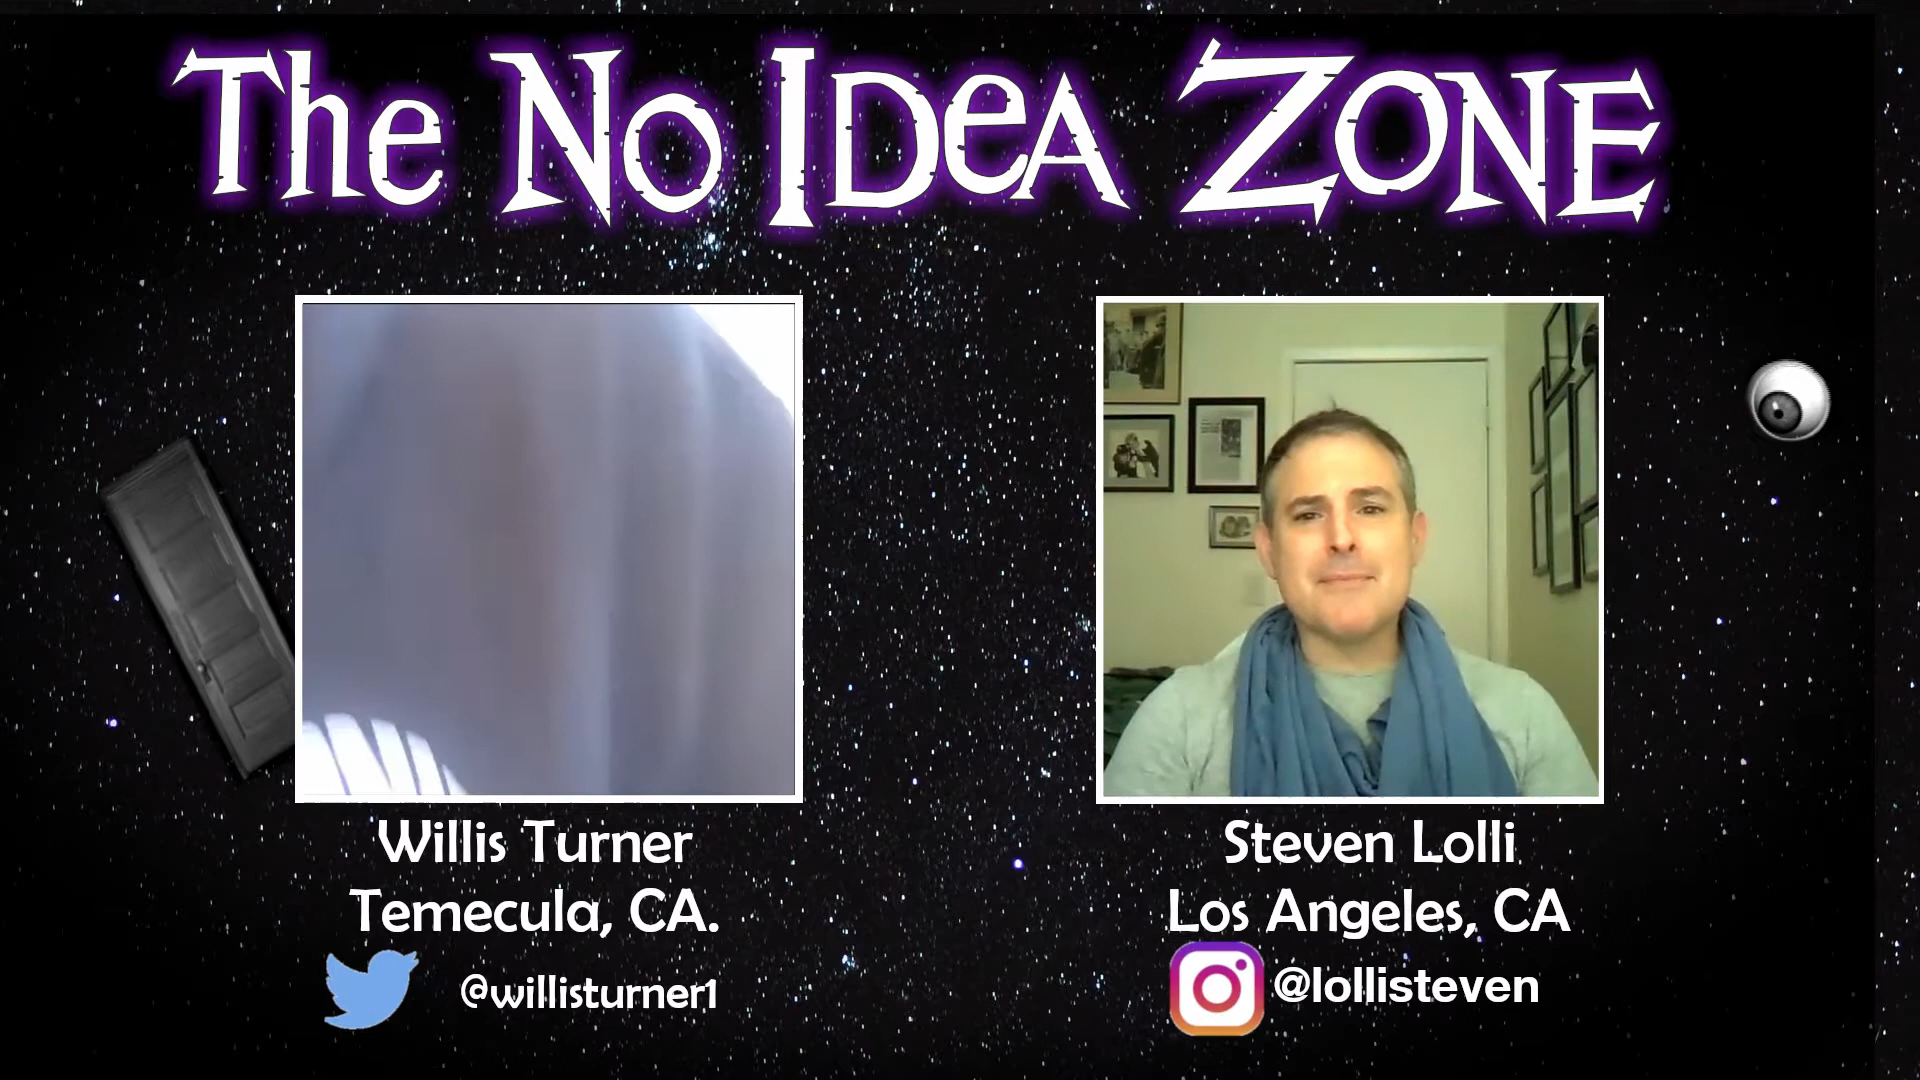 The No Idea Zone
Willis Turner
Temecula, CA.
@willisturner1
Steven Lolli
Los Angeles, CA
@lollisteven